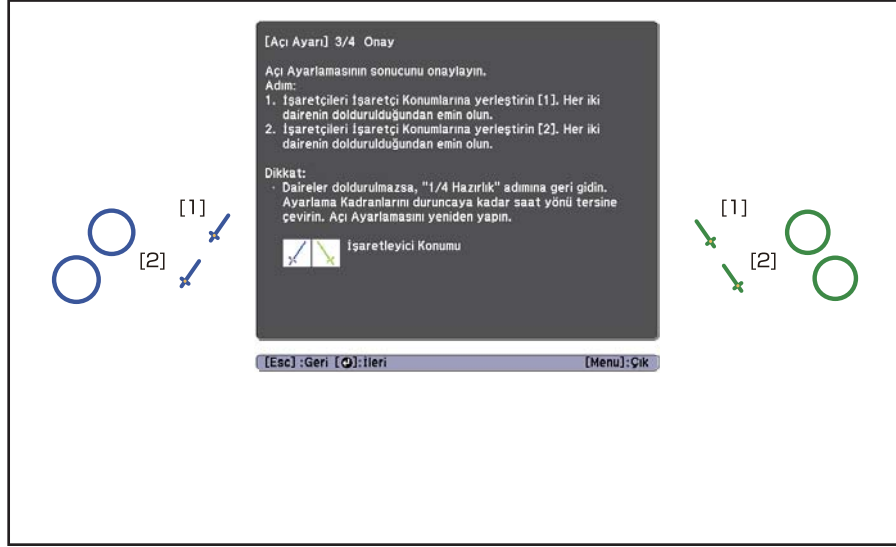 [Açı Ayarı] 3/4 Onay
Açı Ayarlamasının sonucunu onaylayın.
Adım:
1. İşaretçileri İşaretçi Konumlarına yerleştirin [1]. Her iki
dairenin doldurulduğundan emin olun.
2. İşaretçileri İşaretçi Konumlarına yerleştirin [2]. Her iki
dairenin doldurulduğundan emin olun.
Dikkat:
· Daireler doldurulmazsa, "1/4 Hazırlık" adımına geri gidin.
Ayarlama Kadranlarını duruncaya kadar saat yönü tersine
çevirin. Açı Ayarlamasını yeniden yapın.
[1]
[2]
[1]
[2]
İşaretleyici Konumu
[Esc] :Geri [⏎]:İleri [Menu]:Çık